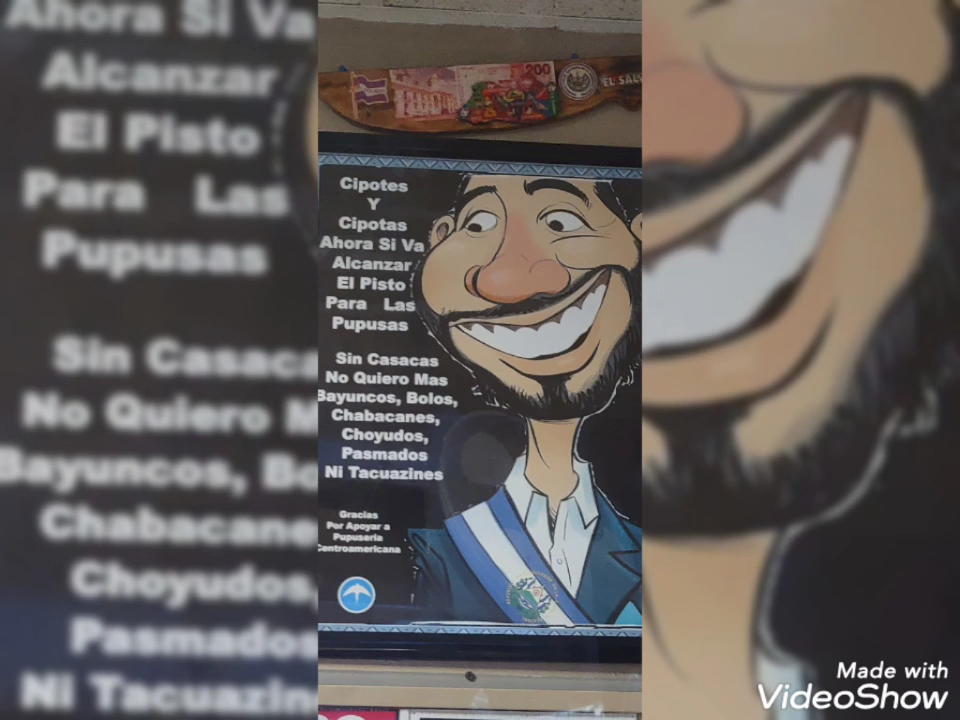 200
EL SALV
Cipotes
Y
Cipotas
Ahora Si Va
Alcanzar
El Pisto
Para Las
Pupusas
Sin Casacas
No Quiero Mas
Bayuncos, Bolos,
Chabacanes,
Choyudos,
Pasmados
Ni Tacuazines
Gracias
Por Apoyar a
Pupuseria
Centroamericana
Made with
VideoShow